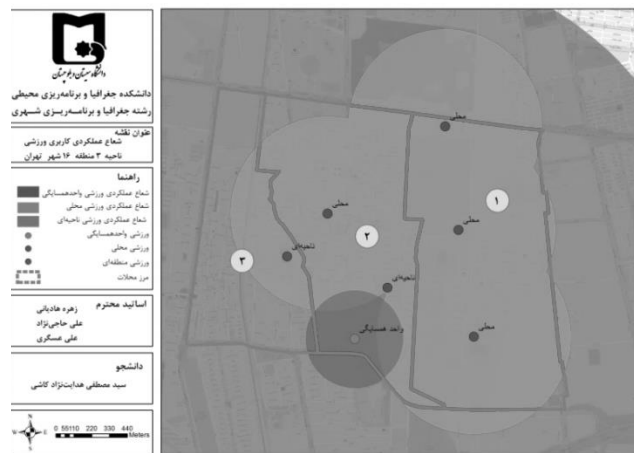 دانشگاه سیستان و بلوچستان
دانشکده جغرافیا و برنامه‌ریزی محیطی
رشته جغرافیا و برنامه‌ریزی شهری
عنوان نقشه
شعاع عملکردی کاربری ورزشی
ناحیه ۳ منطقه ۱۶ شهر تهران
راهنما
شعاع عملکردی ورزشی واحدهمسایگی
شعاع عملکردی ورزشی محلی
شعاع عملکردی ورزشی ناحیه‌ای
ورزشی واحدهمسایگی
ورزشی محلی
ورزشی منطقه‌ای
مرز محلات
اساتید محترم
زهره هادیانی
علی حاجی‌نژاد
علی عسگری
دانشجو
سید مصطفی هدایت‌نژاد کاشی
N
W E
S
0 55110 220 330 440
Meters
محلی
۱
محلی
محلی
۲
ناحیه‌ای
۳
ناحیه‌ای
واحد همسایگی
محلی